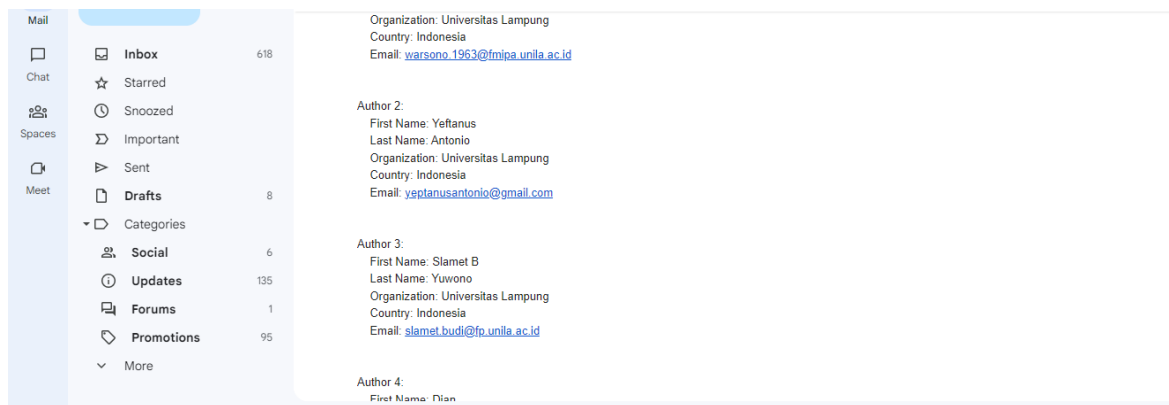 Mail
Chat
Spaces
Meet
Inbox 618
Starred
Snoozed
Important
Sent
Drafts 8
Categories
Social 6
Updates 135
Forums 1
Promotions 95
More
Organization: Universitas Lampung
Country: Indonesia
Email: warsono.1963@fmipa.unila.ac.id
Author 2:
First Name: Yeftanus
Last Name: Antonio
Organization: Universitas Lampung
Country: Indonesia
Email: yeptanusantonio@gmail.com
Author 3:
First Name: Slamet B
Last Name: Yuwono
Organization: Universitas Lampung
Country: Indonesia
Email: slamet.budi@fp.unila.ac.id
Author 4:
First Name: Dian